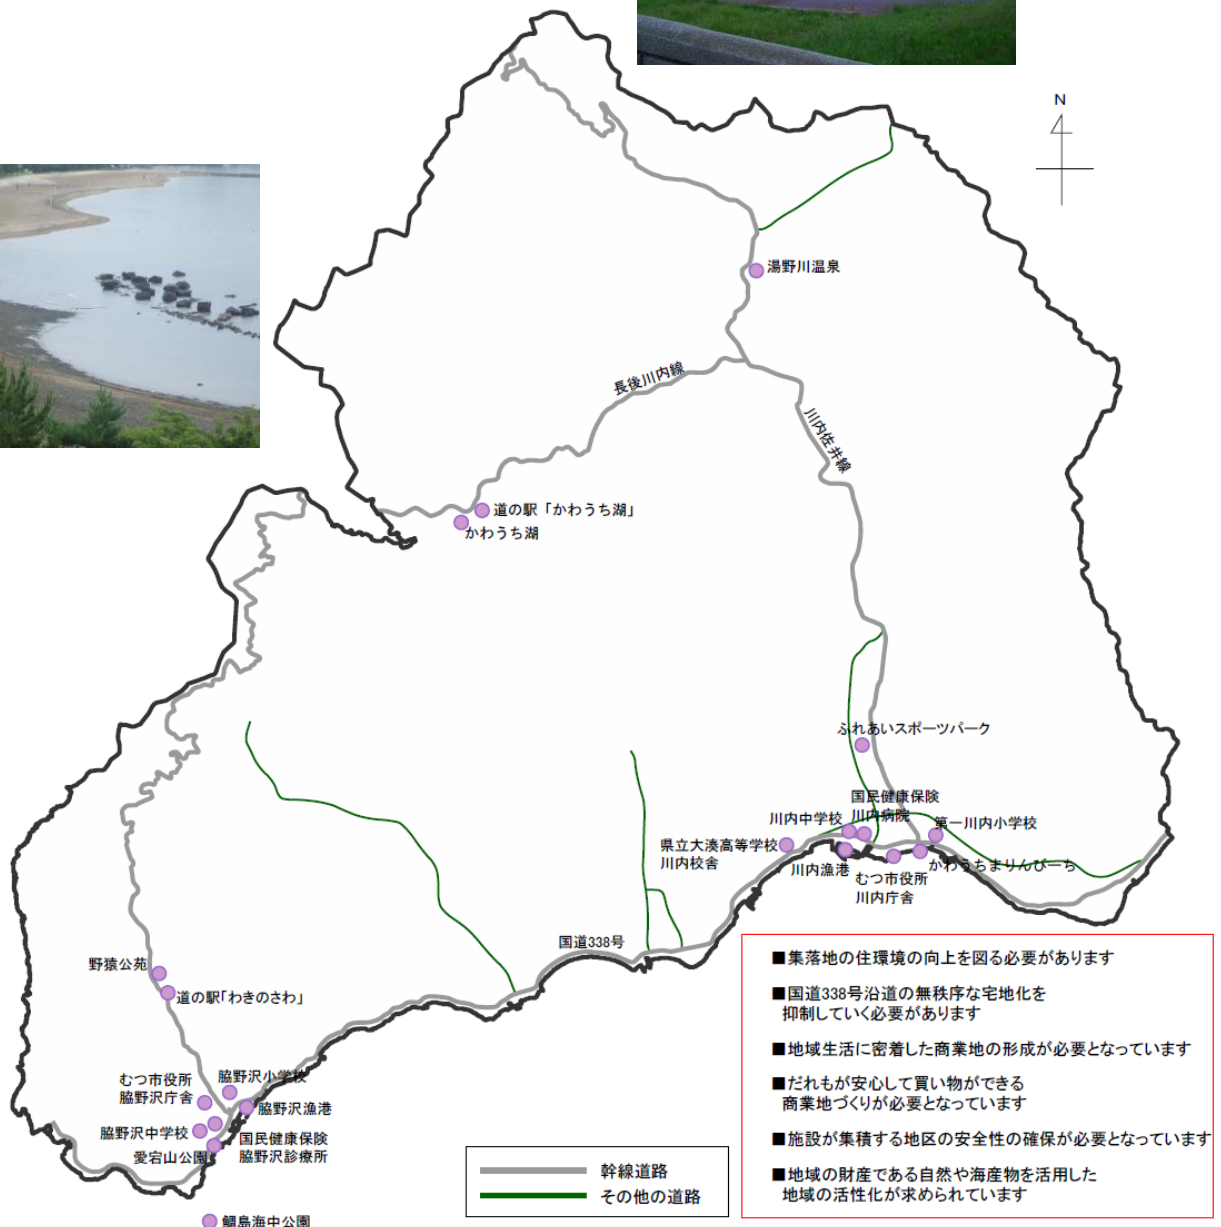 N
湯野川温泉
長後川内線
川内佐井線
道の駅「かわうち湖」
かわうち湖
ふれあいスポーツパーク
国民健康保険
川内病院
川内中学校
第一川内小学校
県立大湊高等学校
川内校舎
川内漁港
かわうちまりんびーち
むつ市役所
川内庁舎
国道338号
野猿公苑
道の駅「わきのさわ」
むつ市役所
脇野沢庁舎
脇野沢小学校
脇野沢漁港
脇野沢中学校
国民健康保険
脇野沢診療所
愛宕山公園
鯛島海中公園
幹線道路
その他の道路
■集落地の住環境の向上を図る必要があります
■国道338号沿道の無秩序な宅地化を
抑制していく必要があります
■地域生活に密着した商業地の形成が必要となっています
■だれもが安心して買い物ができる
商業地づくりが必要となっています
■施設が集積する地区の安全性の確保が必要となっています
■地域の財産である自然や海産物を活用した
地域の活性化が求められています